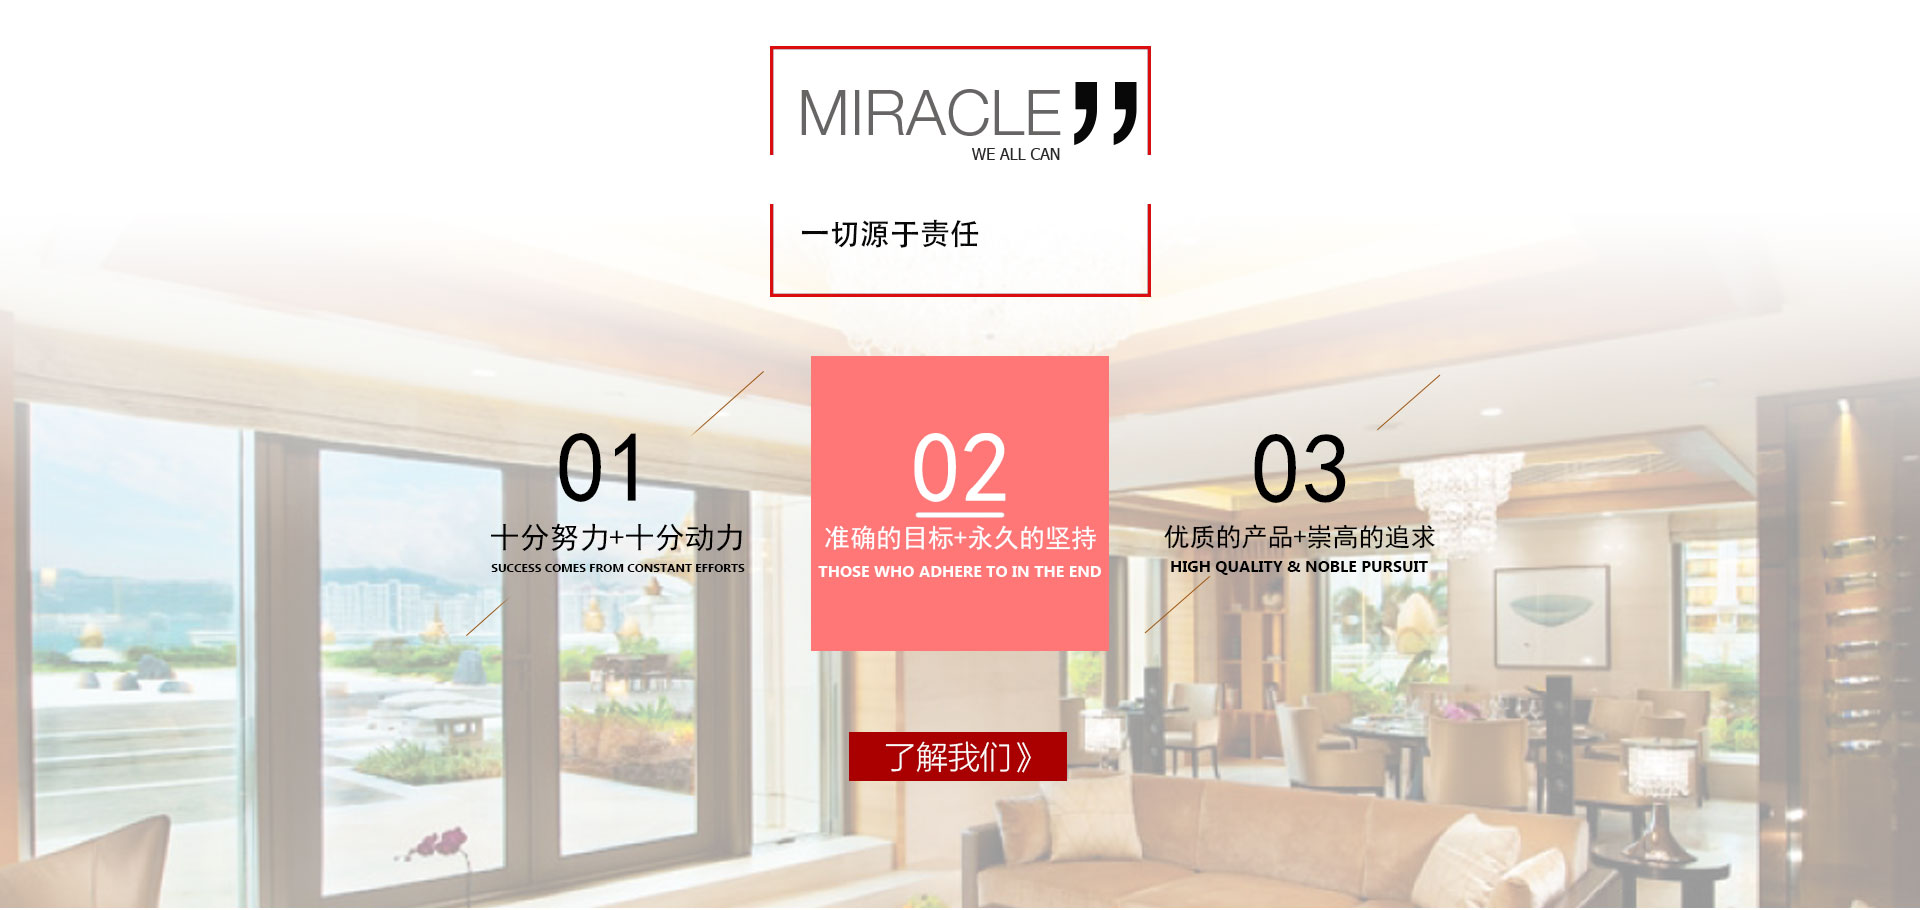 MIRACLE”
WE ALL CAN
一切源于责任
01
十分努力+十分动力
SUCCESS COMES FROM CONSTANT EFFORTS
02
准确的目标+永久的坚持
THOSE WHO ADHERE TO IN THE END
03
优质的产品+崇高的追求
HIGH QUALITY & NOBLE PURSUIT
了解我们》